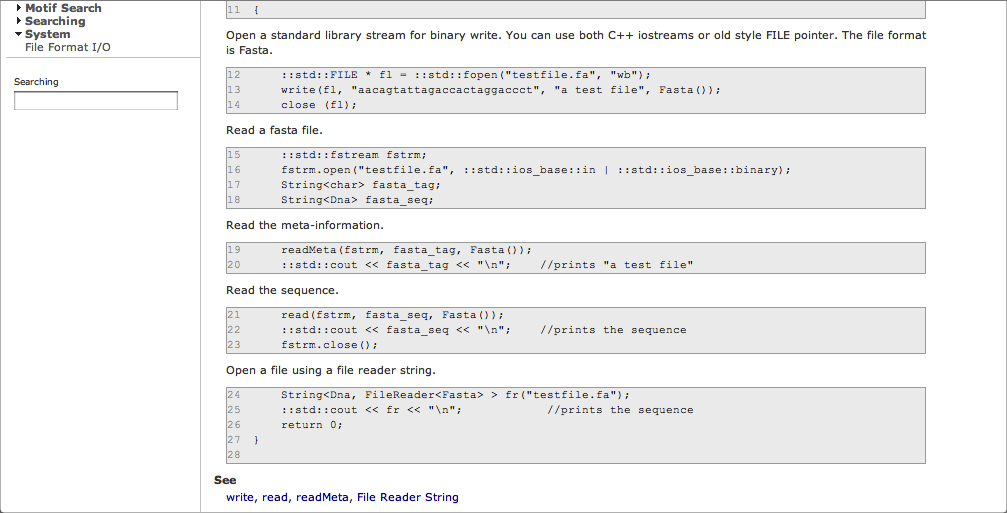 Motif Search
Searching
System
File Format I/O
Searching
11 {
Open a standard library stream for binary write. You can use both C++ iostreams or old style FILE pointer. The file format
is Fasta.
12 ::std::FILE * fl = ::std::fopen("testfile.fa", "wb");
13 write(fl, "aacagtattagaccactaggaccct", "a test file", Fasta());
14 close (fl);
Read a fasta file.
15 ::std::fstream fstrm;
16 fstrm.open("testfile.fa", ::std::ios_base::in | ::std::ios_base::binary);
17 String<char> fasta_tag;
18 String<Dna> fasta_seq;
Read the meta-information.
19 readMeta(fstrm, fasta_tag, Fasta());
20 ::std::cout << fasta_tag << "\n"; //prints "a test file"
Read the sequence.
21 read(fstrm, fasta_seq, Fasta());
22 ::std::cout << fasta_seq << "\n"; //prints the sequence
23 fstrm.close();
Open a file using a file reader string.
24 String<Dna, FileReader<Fasta> > fr("testfile.fa");
25 ::std::cout << fr << "\n"; //prints the sequence
26 return 0;
27 }
28
See
write, read, readMeta, File Reader String